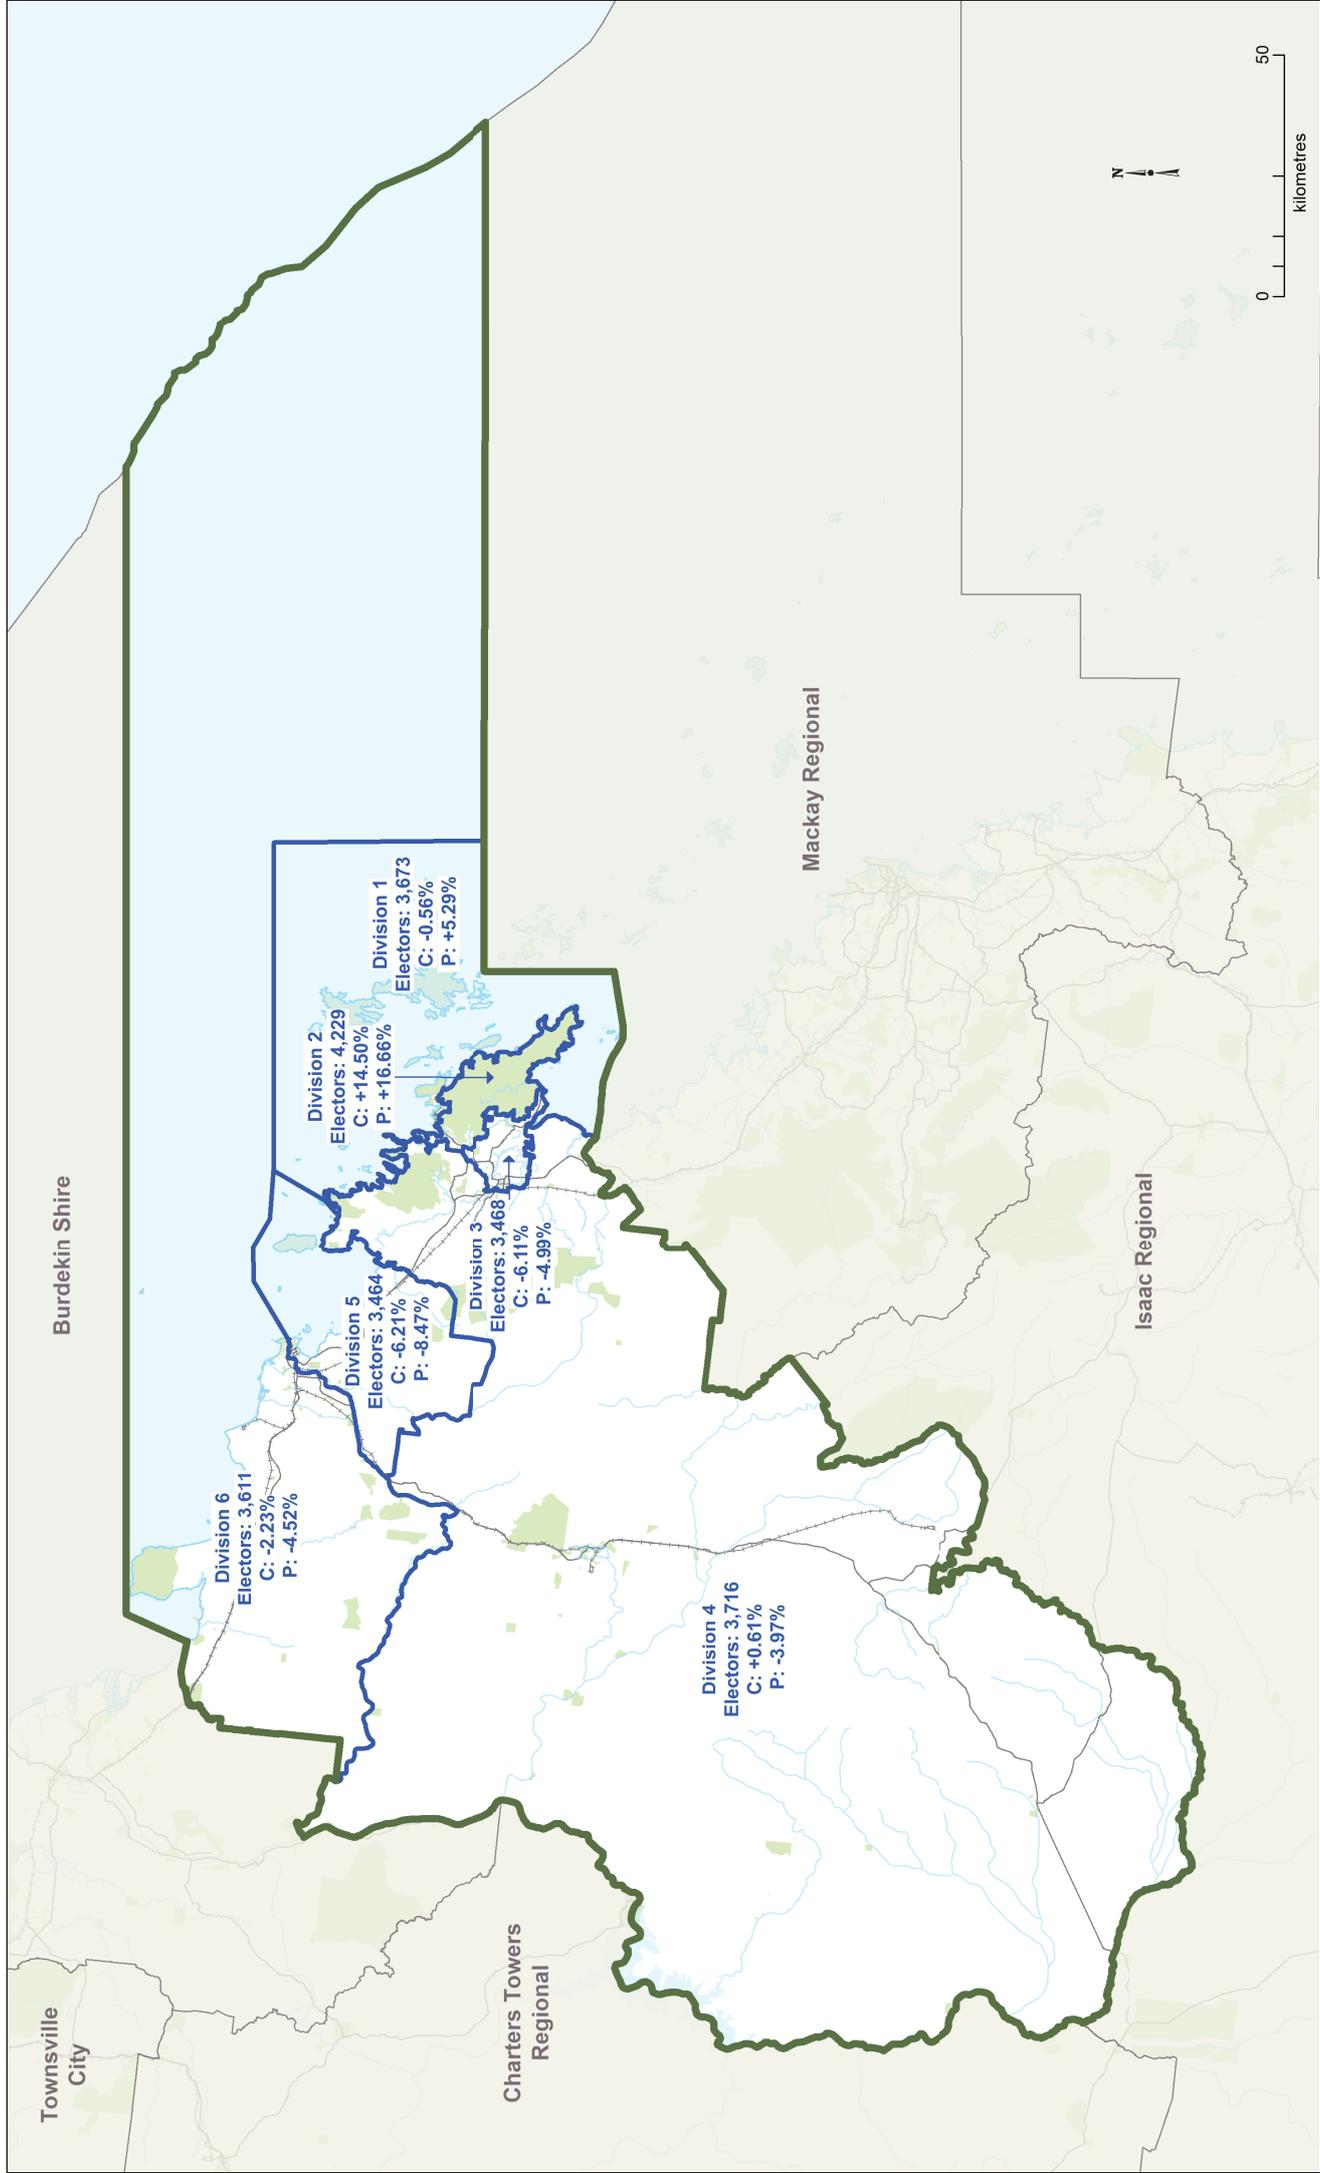 Burdekin Shire
Townsville
City
Charters Towers
Regional
Mackay Regional
Isaac Regional
Division 1
Electors: 3,673
C: -0.56%
P: +5.29%
Division 2
Electors: 4,229
C: +14.50%
P: +16.66%
Division 3
Electors: 3,468
C: -6.11%
P: -4.99%
Division 4
Electors: 3,716
C: +0.61%
P: -3.97%
Division 5
Electors: 3,464
C: -6.21%
P: -8.47%
Division 6
Electors: 3,611
C: -2.23%
P: -4.52%
N
0
50
kilometres